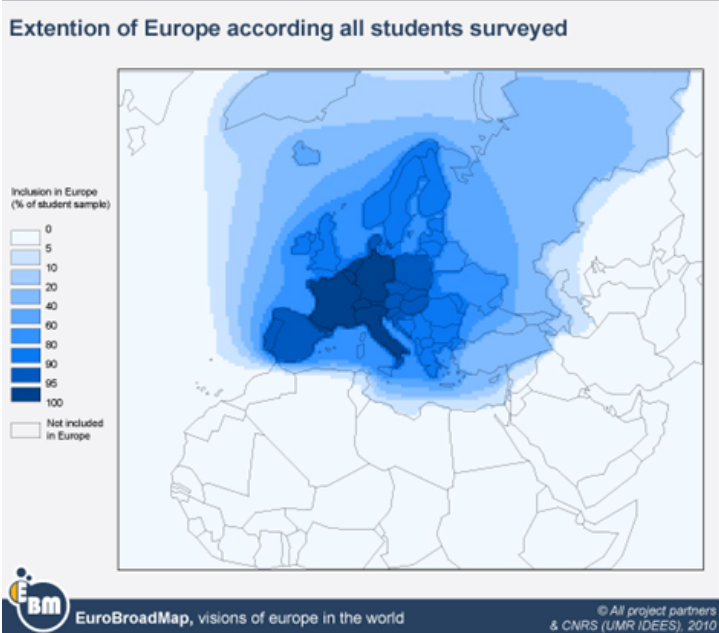 Extention of Europe according all students surveyed
Inclusion in Europe
(% of student sample)
0
5
10
20
40
60
80
90
95
100
Not included
in Europe
EBM
EuroBroadMap, visions of europe in the world
© All project partners
& CNRS (UMR IDEES), 2010